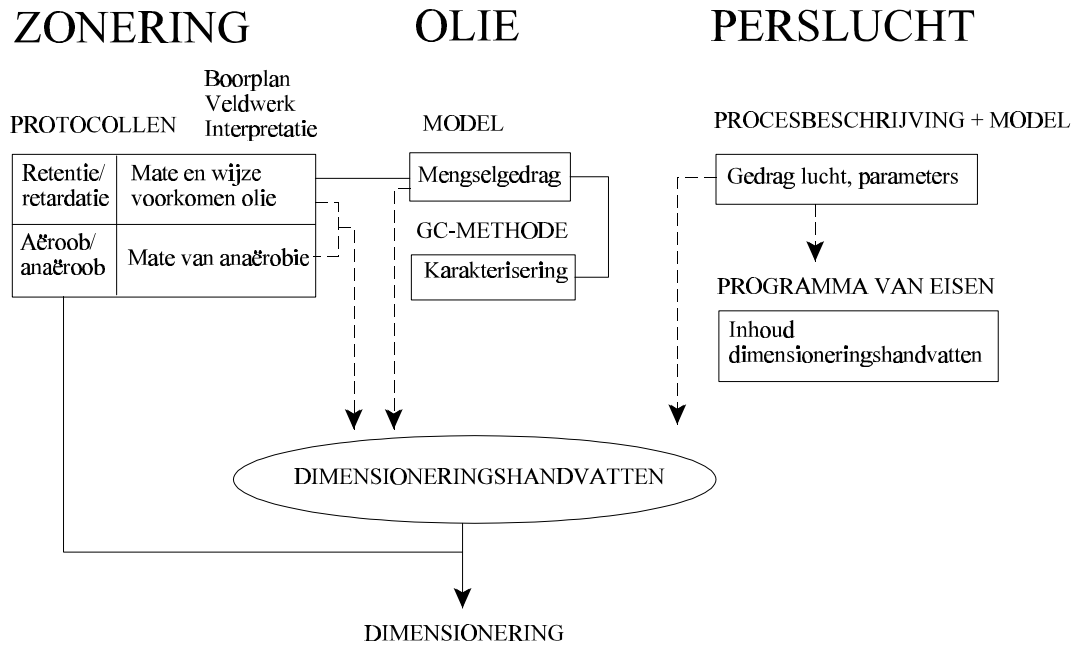 ZONERING
OLIE
PERSLUCHT
Boorplan
Veldwerk
Interpretatie
PROTOCOLLEN
MODEL
PROCESBESCHRIJVING + MODEL
Retentie/
retardatie
Mate en wijze
voorkomen olie
Aëroob/
anaëroob
Mate van anaërobie
Mengselgedrag
GC-METHODE
Karakterisering
Gedrag lucht, parameters
PROGRAMMA VAN EISEN
Inhoud
dimensioneringshandvatten
DIMENSIONERINGSHANDVATTEN
DIMENSIONERING